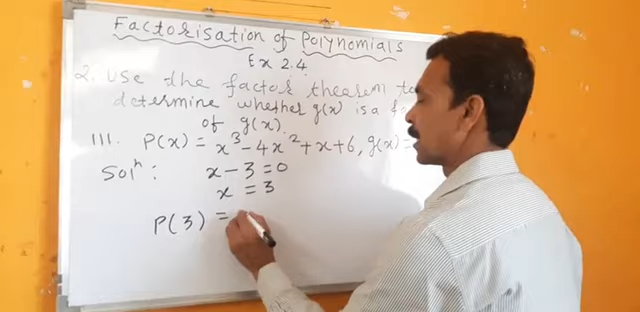 Factorisation of Polynomials
Ex 2.4
2. Use the factor theorem to
determine whether g(x) is a
of g(x).
III. P(x) = x³ - 4x² + x + 6, g(x) =
Solⁿ : x - 3 = 0
x = 3
P(3) =